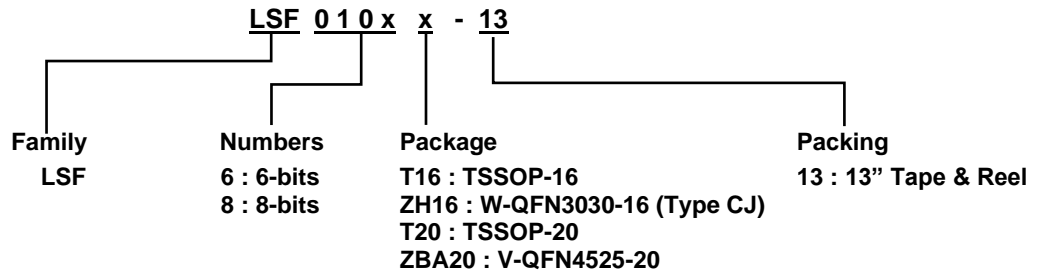 LSF 0 1 0 x x - 13
Family Numbers Package Packing
LSF 6 : 6-bits T16 : TSSOP-16 13 : 13” Tape & Reel
8 : 8-bits ZH16 : W-QFN3030-16 (Type CJ)
T20 : TSSOP-20
ZBA20 : V-QFN4525-20